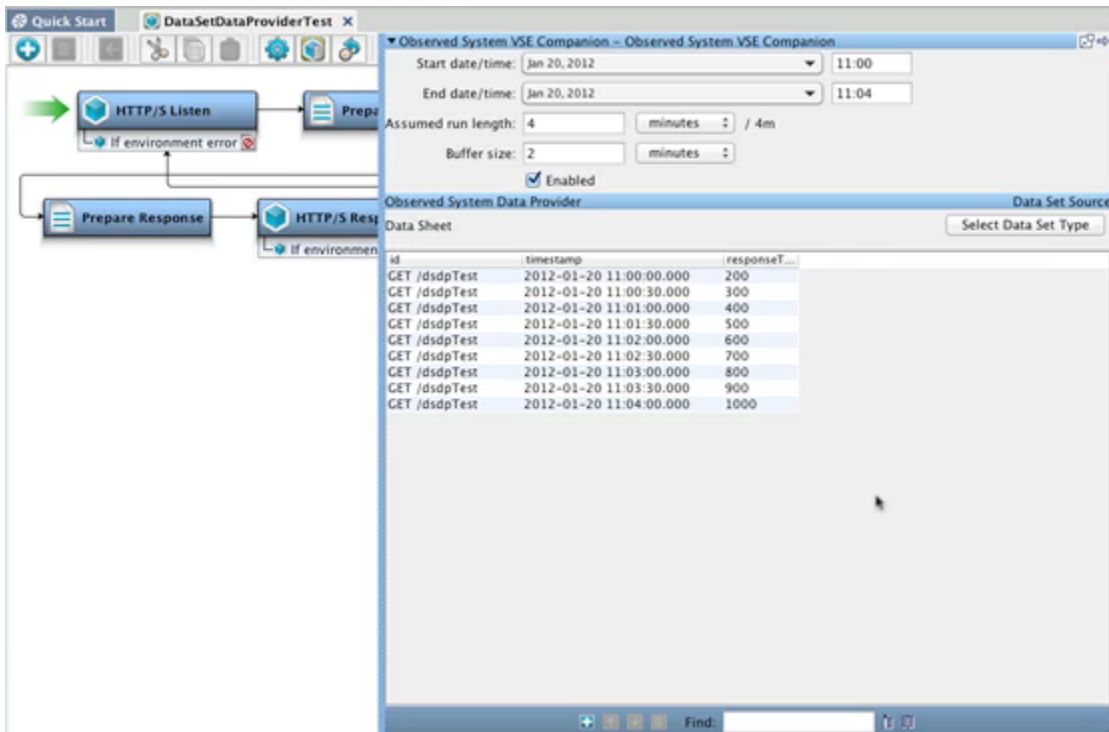 Quick Start
DataSetDataProviderTest X
HTTP/S Listen
If environment error
Prepa
Prepare Response
HTTP/S Resp
If environmen
Observed System VSE Companion – Observed System VSE Companion
Start date/time: Jan 20, 2012 11:00
End date/time: Jan 20, 2012 11:04
Assumed run length: 4 minutes / 4m
Buffer size: 2 minutes
Enabled
Observed System Data Provider Data Set Source
Data Sheet Select Data Set Type
id timestamp responseT...
GET /dsdpTest 2012-01-20 11:00:00.000 200
GET /dsdpTest 2012-01-20 11:00:30.000 300
GET /dsdpTest 2012-01-20 11:01:00.000 400
GET /dsdpTest 2012-01-20 11:01:30.000 500
GET /dsdpTest 2012-01-20 11:02:00.000 600
GET /dsdpTest 2012-01-20 11:02:30.000 700
GET /dsdpTest 2012-01-20 11:03:00.000 800
GET /dsdpTest 2012-01-20 11:03:30.000 900
GET /dsdpTest 2012-01-20 11:04:00.000 1000
Find: